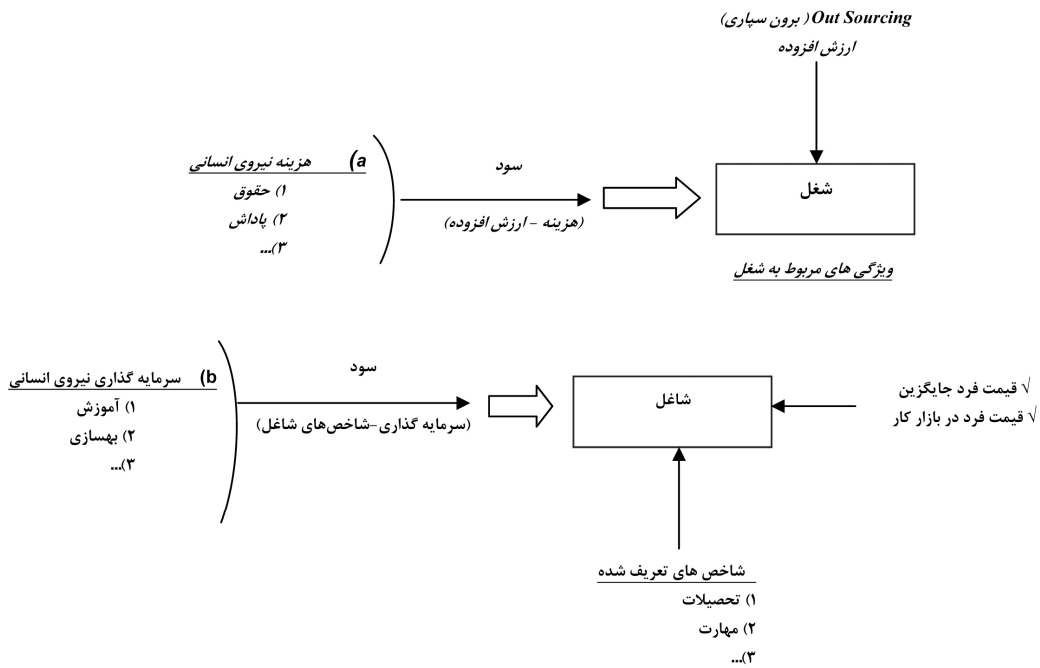 Out Sourcing (برون سپاری)
ارزش افزوده
شغل
ویژگی های مربوط به شغل
سود
(هزینه – ارزش افزوده)
a) هزینه نیروی انسانی
۱) حقوق
۲) پاداش
۳)...
b) سرمایه گذاری نیروی انسانی
۱) آموزش
۲) بهسازی
۳)...
سود
(سرمایه گذاری–شاخص‌های شاغل)
شاغل
√ قیمت فرد جایگزین
√ قیمت فرد در بازار کار
شاخص های تعریف شده
۱) تحصیلات
۲) مهارت
۳)...